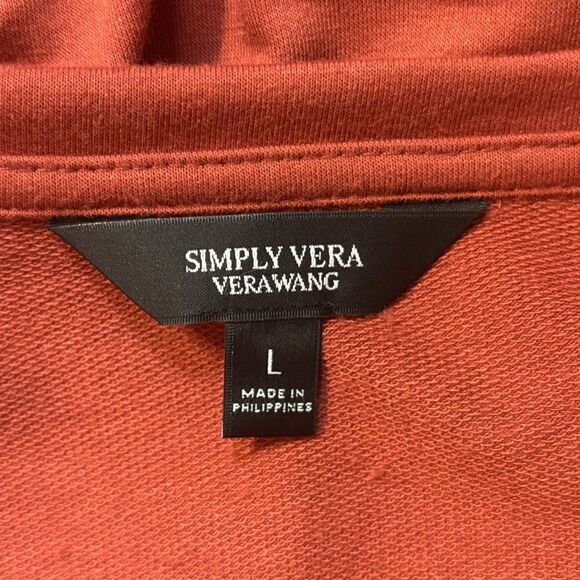 SIMPLY VERA
VERAWANG
L
MADE IN
PHILIPPINES